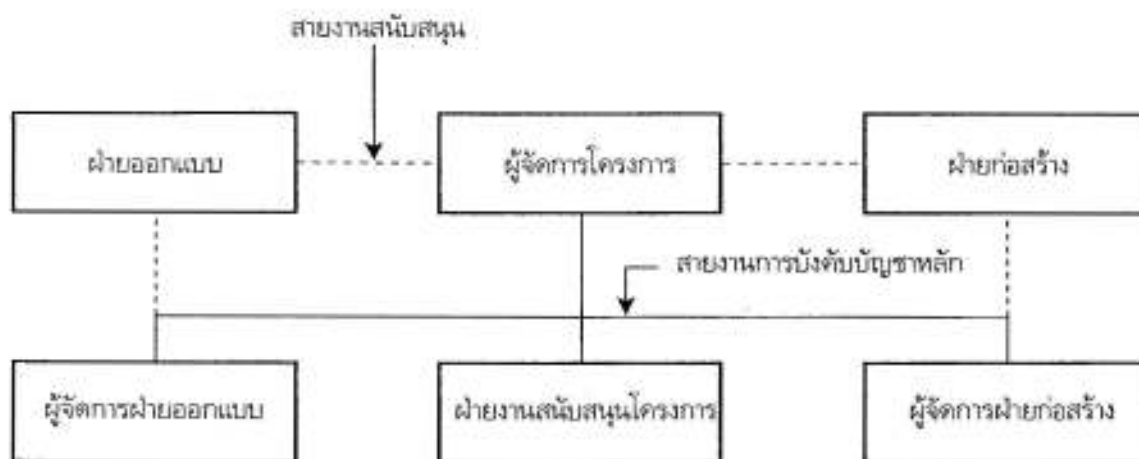 สายงานสนับสนุน
ฝ่ายออกแบบ
ผู้จัดการโครงการ
ฝ่ายก่อสร้าง
สายงานการบังคับบัญชาหลัก
ผู้จัดการฝ่ายออกแบบ
ฝ่ายงานสนับสนุนโครงการ
ผู้จัดการฝ่ายก่อสร้าง